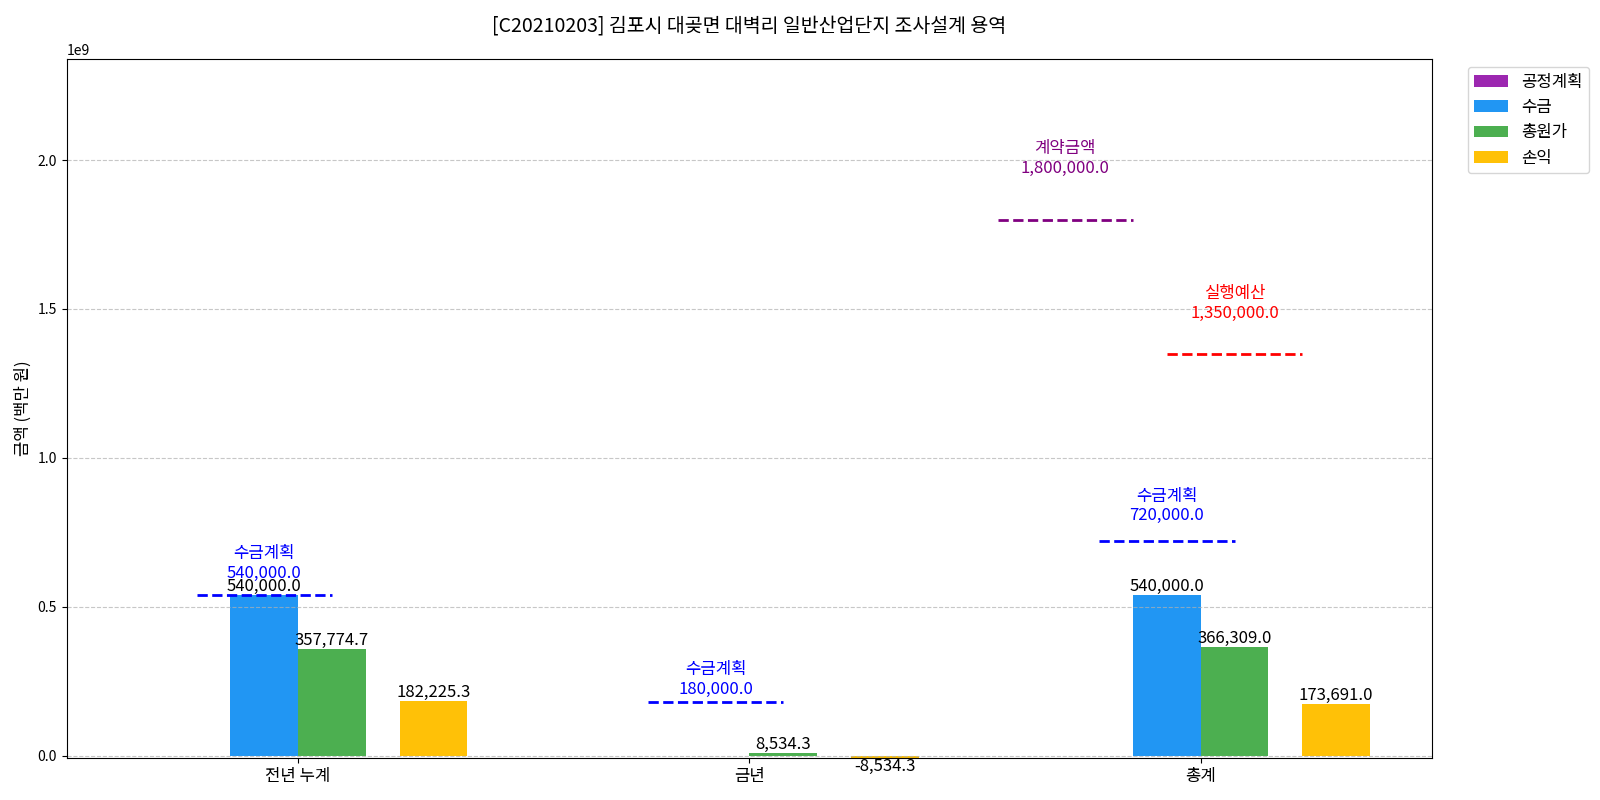 [C20210203] 김포시 대곶면 대벽리 일반산업단지 조사설계 용역
1e9
공정계획
수금
총원가
손익
계약금액
1,800,000.0
2.0
실행예산
1,350,000.0
1.5
금액 (백만 원)
1.0
수금계획
720,000.0
수금계획
540,000.0
540,000.0
540,000.0
0.5
357,774.7
366,309.0
수금계획
180,000.0
182,225.3
173,691.0
8,534.3
0.0
-8,534.3
전년 누계
금년
총계